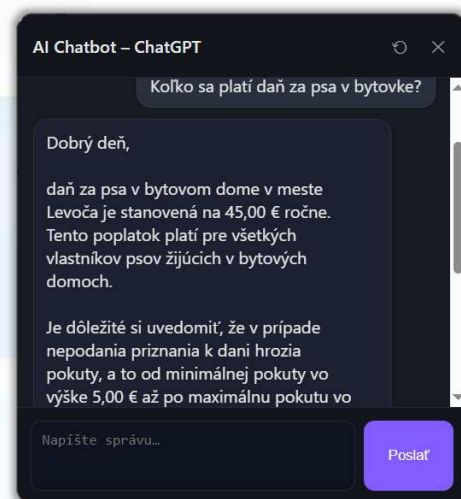 AI Chatbot – ChatGPT
Koľko sa platí daň za psa v bytovke?
Dobrý deň,
daň za psa v bytovom dome v meste
Levoča je stanovená na 45,00 € ročne.
Tento poplatok platí pre všetkých
vlastníkov psov žijúcich v bytových
domoch.
Je dôležité si uvedomiť, že v prípade
nepodania priznania k dani hrozia
pokuty, a to od minimálnej pokuty vo
výške 5,00 € až po maximálnu pokutu vo
Napíšte správu…
Poslať